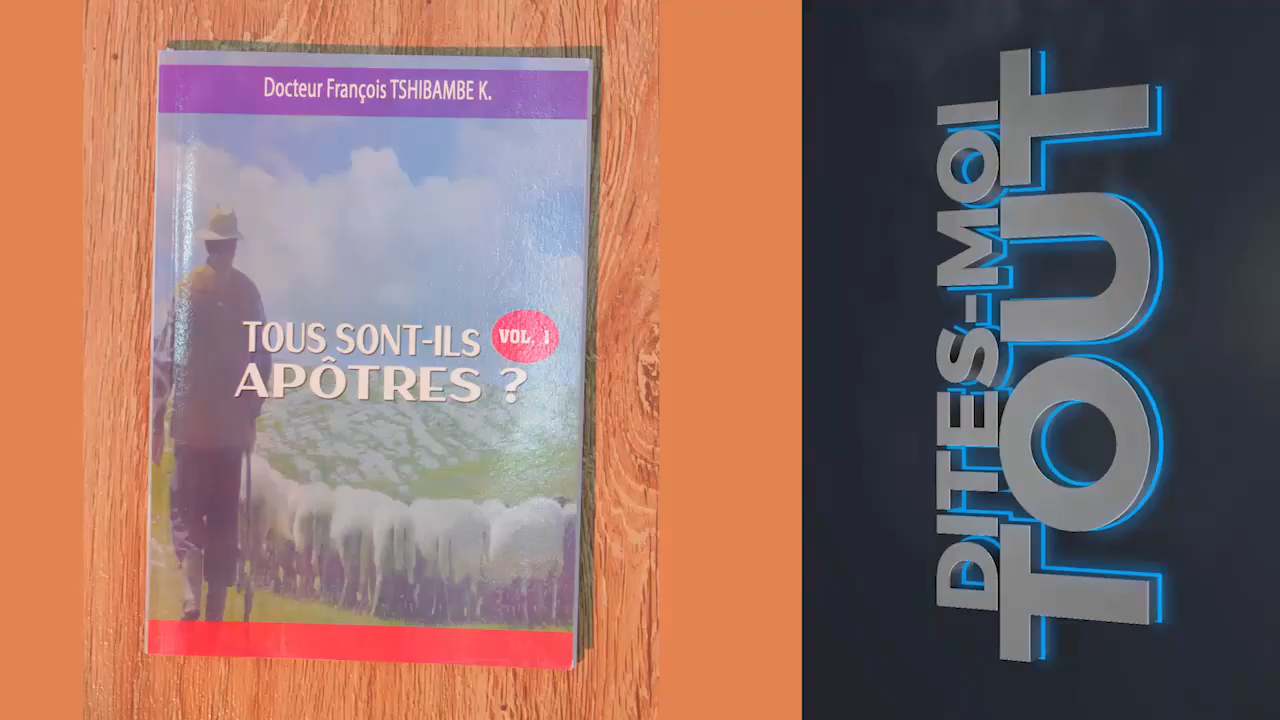 Docteur François TSHIBAMBE K.
TOUS SONT-ILS
VOL. 1
APÔTRES ?
DITES-MOI
TOUT